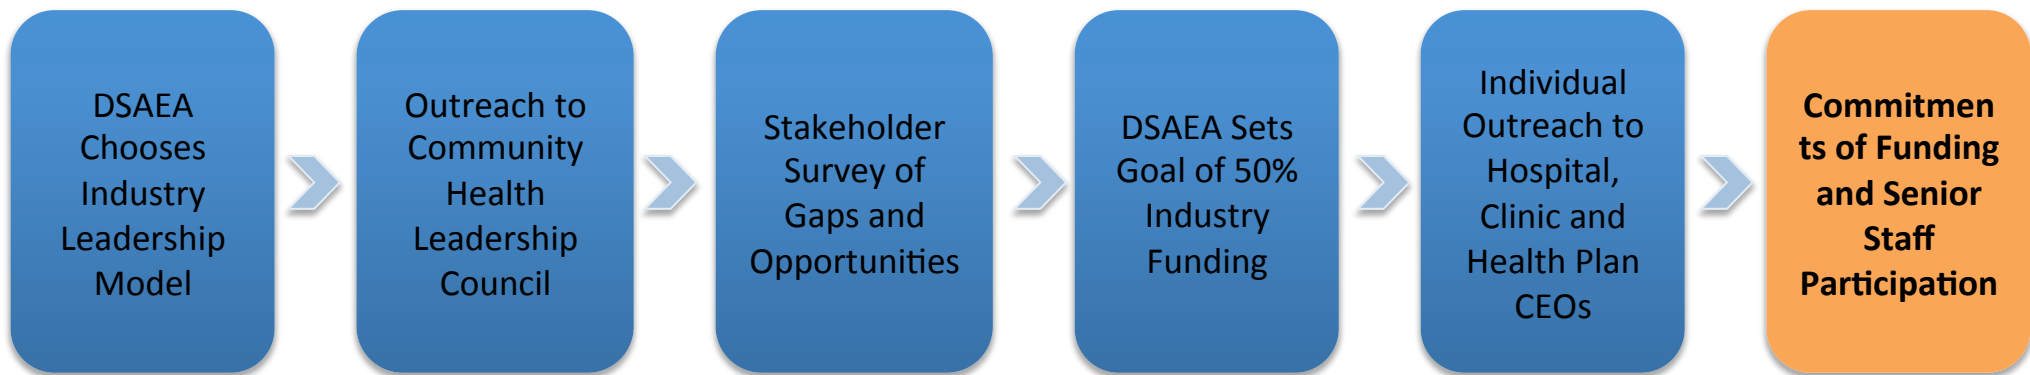 DSAEA
Chooses
Industry
Leadership
Model
Outreach to
Community
Health
Leadership
Council
Stakeholder
Survey of
Gaps and
Opportunities
DSAEA Sets
Goal of 50%
Industry
Funding
Individual
Outreach to
Hospital,
Clinic and
Health Plan
CEOs
Commitmen
ts of Funding
and Senior
Staff
Participation